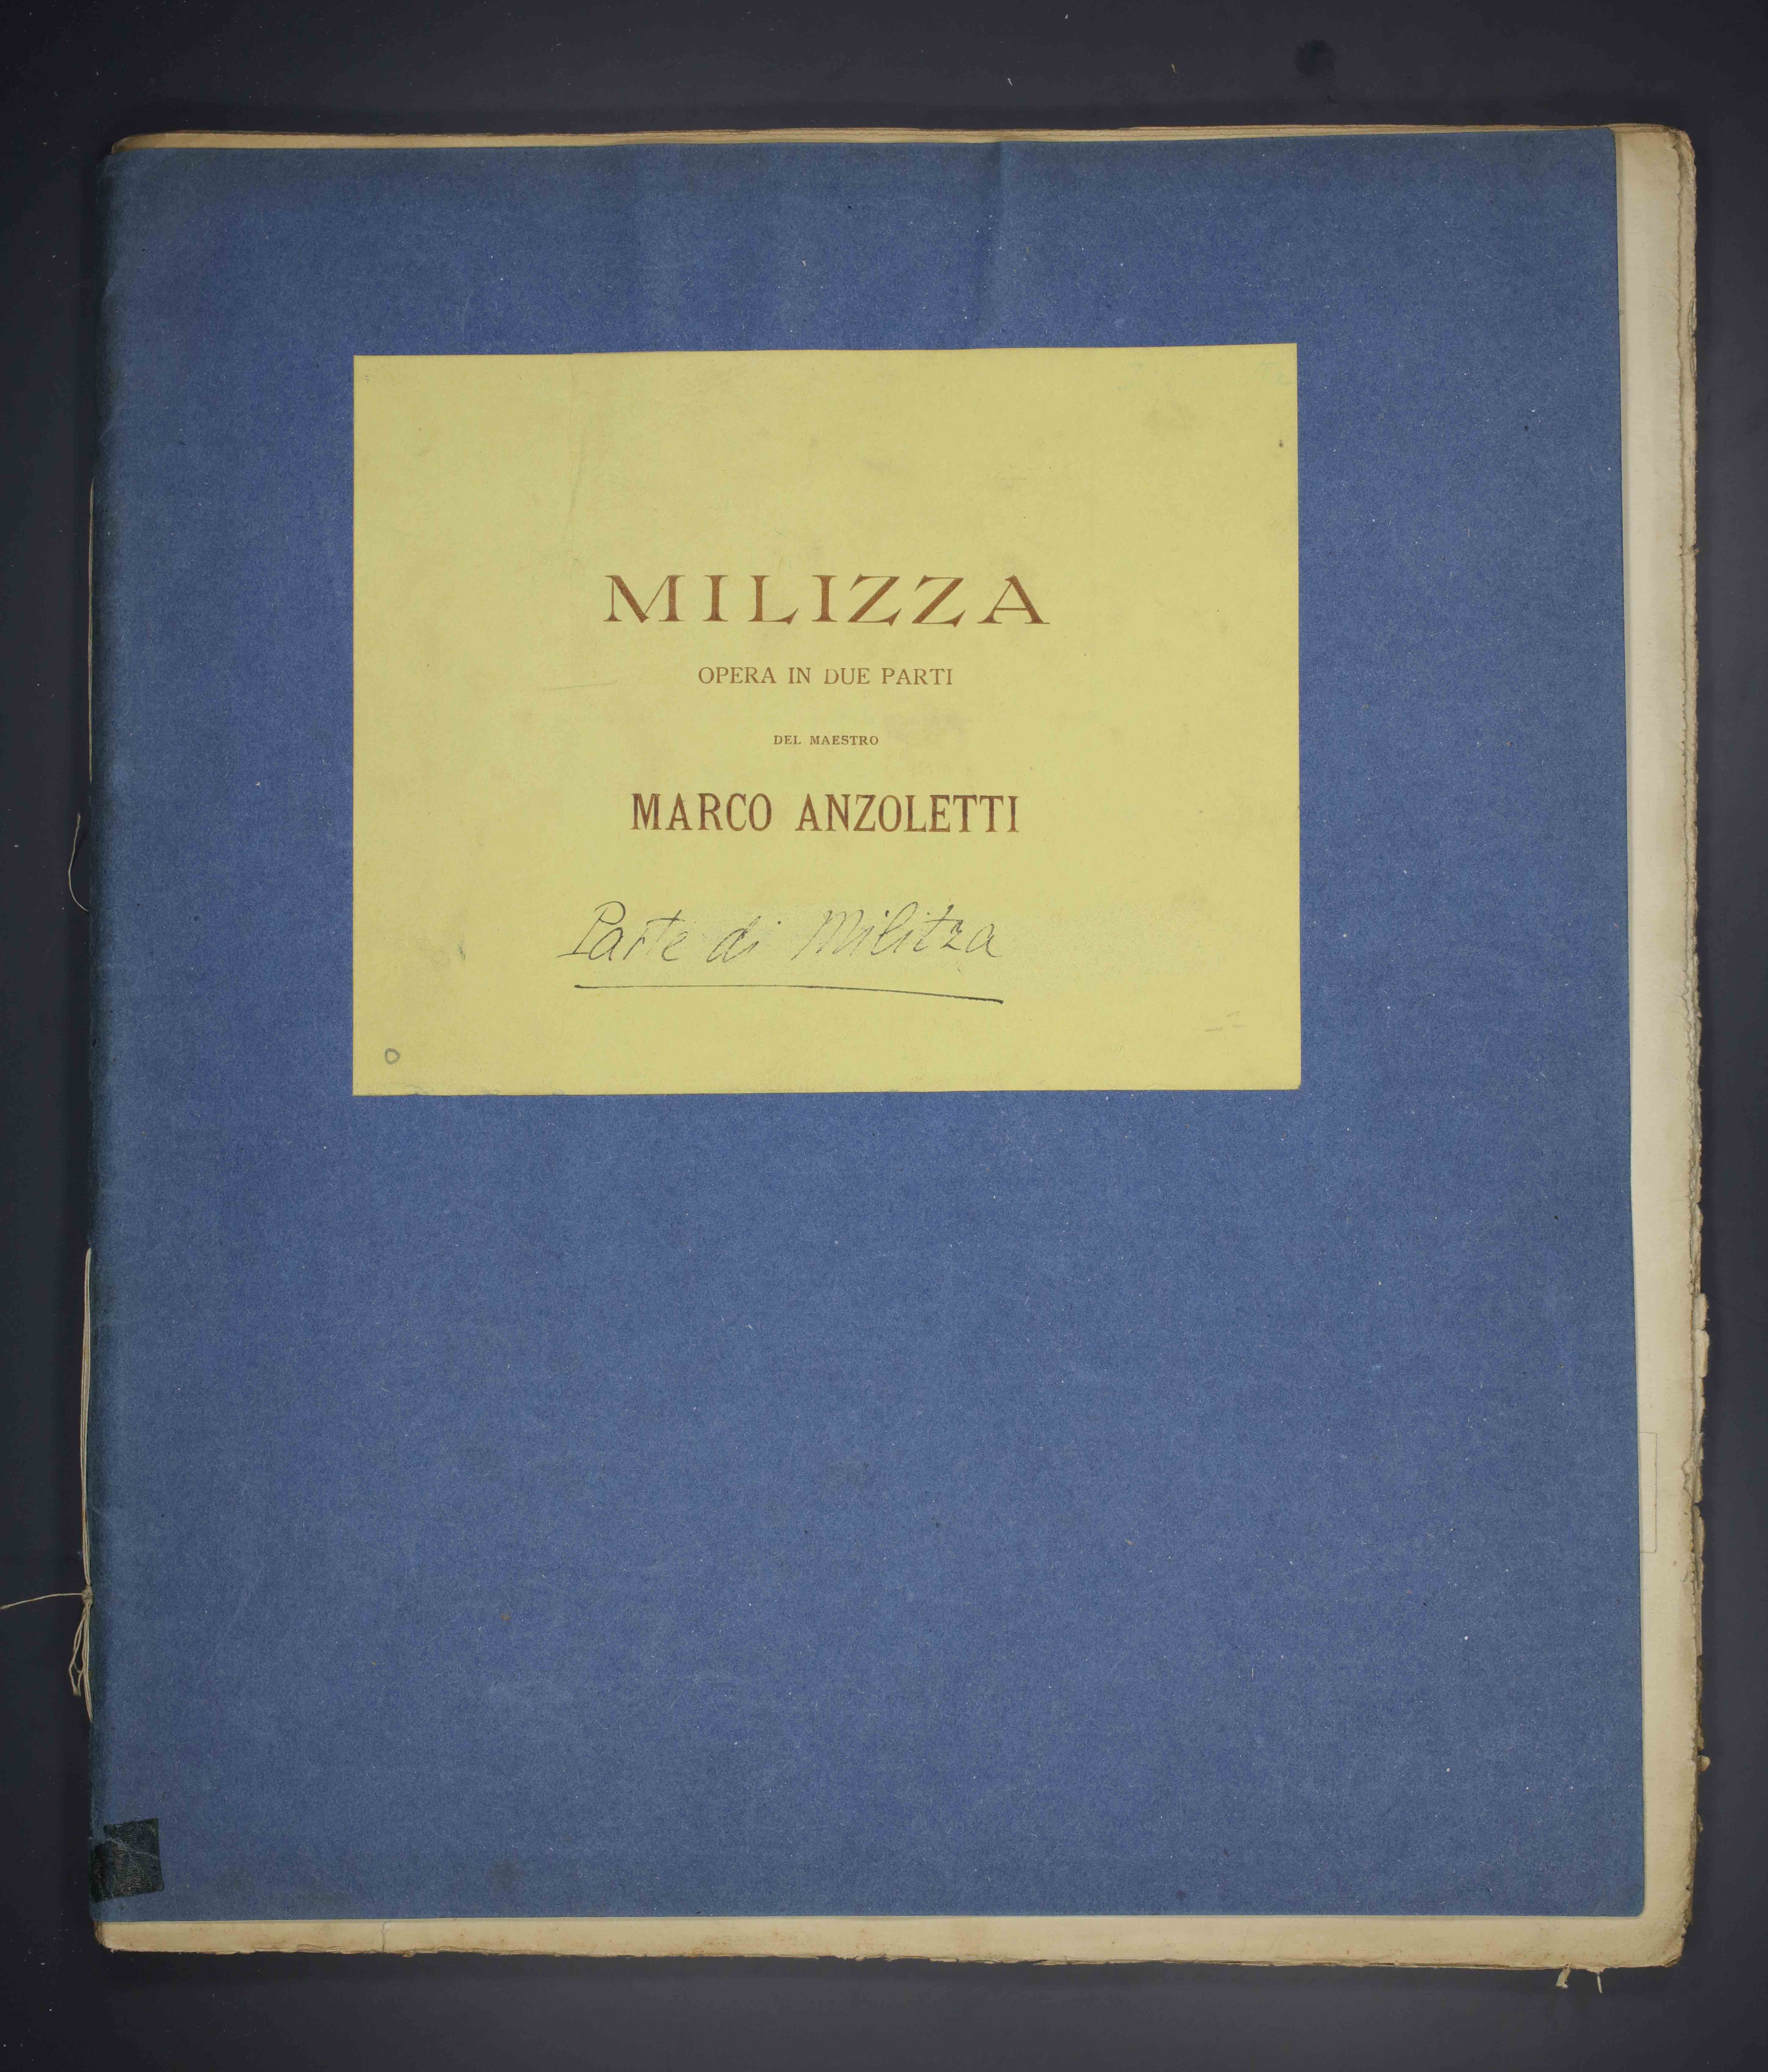 MILIZZA
OPERA IN DUE PARTI
DEL MAESTRO
MARCO ANZOLETTI
Parte di Militza